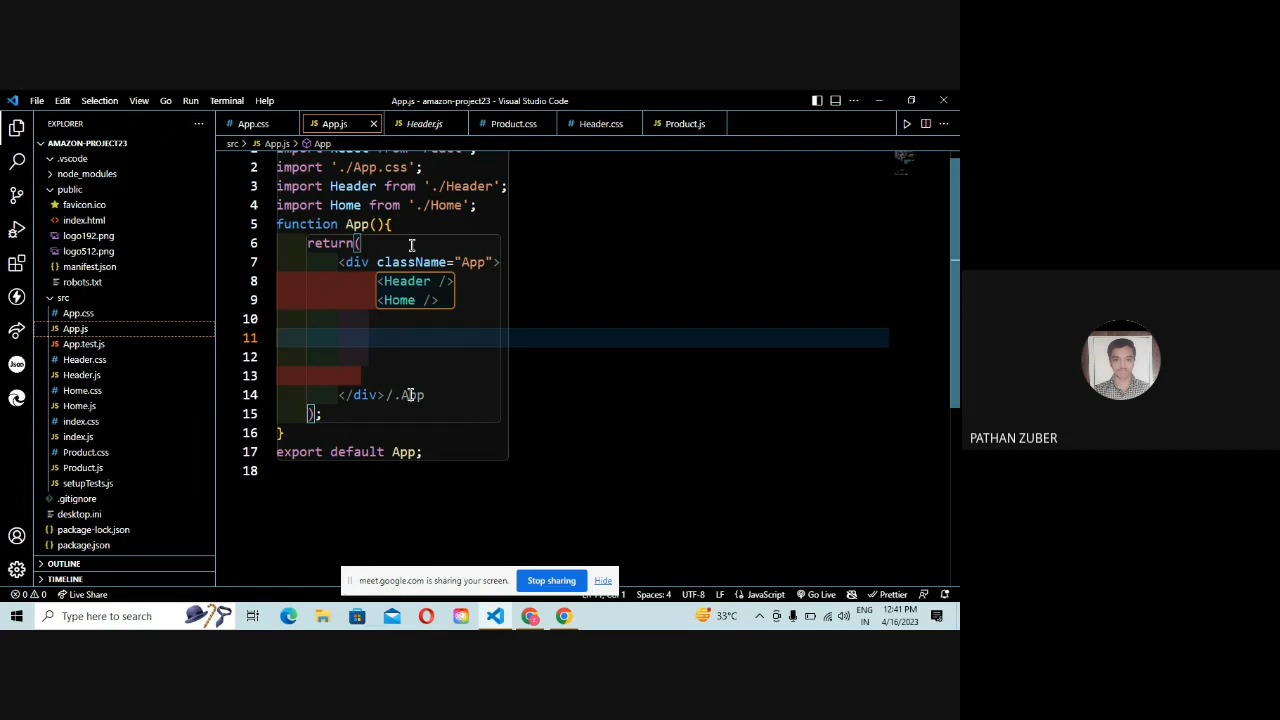 File Edit Selection View Go Run Terminal Help
App.js - amazon-project23 - Visual Studio Code
EXPLORER
AMAZON-PROJECT23
.vscode
node_modules
public
favicon.ico
index.html
logo192.png
logo512.png
manifest.json
robots.txt
src
App.css
App.js
App.test.js
Header.css
Header.js
Home.css
Home.js
index.css
index.js
Product.css
Product.js
setupTests.js
.gitignore
desktop.ini
package-lock.json
package.json
OUTLINE
TIMELINE
App.css App.js Header.js Product.css Header.css Product.js
src > App.js > App
2 import './App.css';
3 import Header from './Header';
4 import Home from './Home';
5 function App(){
6 return(
7 <div className="App">
8 <Header />
9 <Home />
10
11
12
13
14 </div>/.App
15 );
16 }
17 export default App;
18
meet.google.com is sharing your screen. Stop sharing Hide
0 0 Live Share
Spaces: 4 UTF-8 LF JavaScript Go Live Prettier
Type here to search
33°C
ENG
IN
12:41 PM
4/16/2023
PATHAN ZUBER